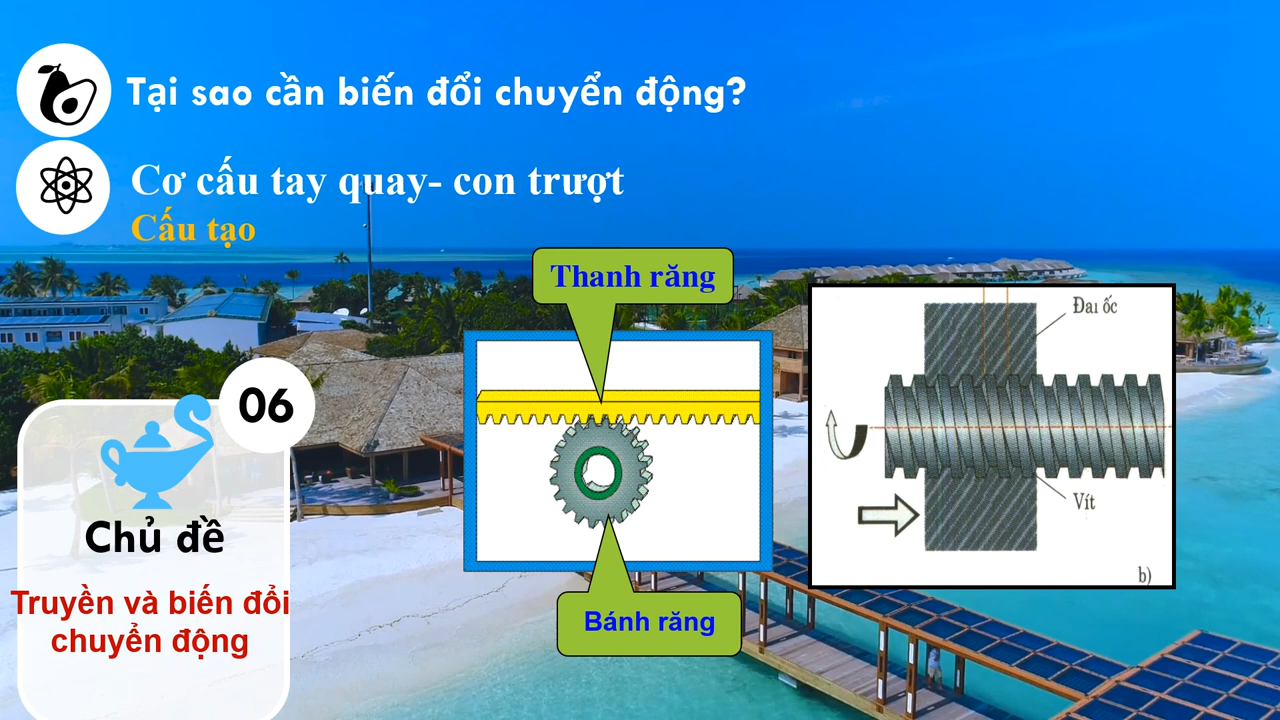 Tại sao cần biến đổi chuyển động?
Cơ cấu tay quay- con trượt
Cấu tạo
Thanh răng
Đai ốc
06
Chủ đề
Vít
Truyền và biến đổi
chuyển động
Bánh răng
b)